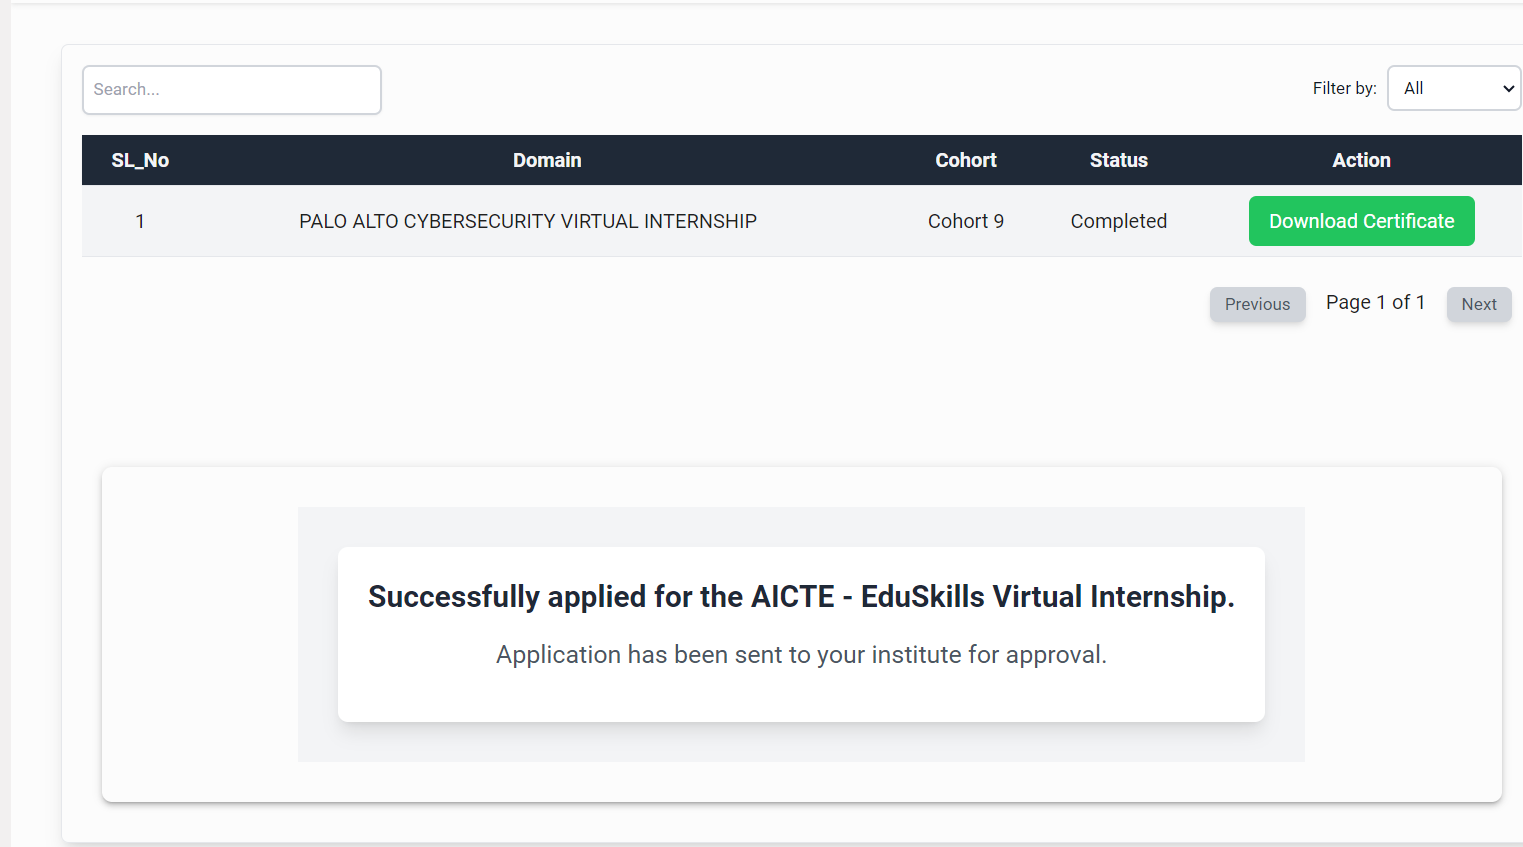 Search...
Filter by: All
SL_No Domain Cohort Status Action
1 PALO ALTO CYBERSECURITY VIRTUAL INTERNSHIP Cohort 9 Completed Download Certificate
Previous Page 1 of 1 Next
Successfully applied for the AICTE - EduSkills Virtual Internship.
Application has been sent to your institute for approval.